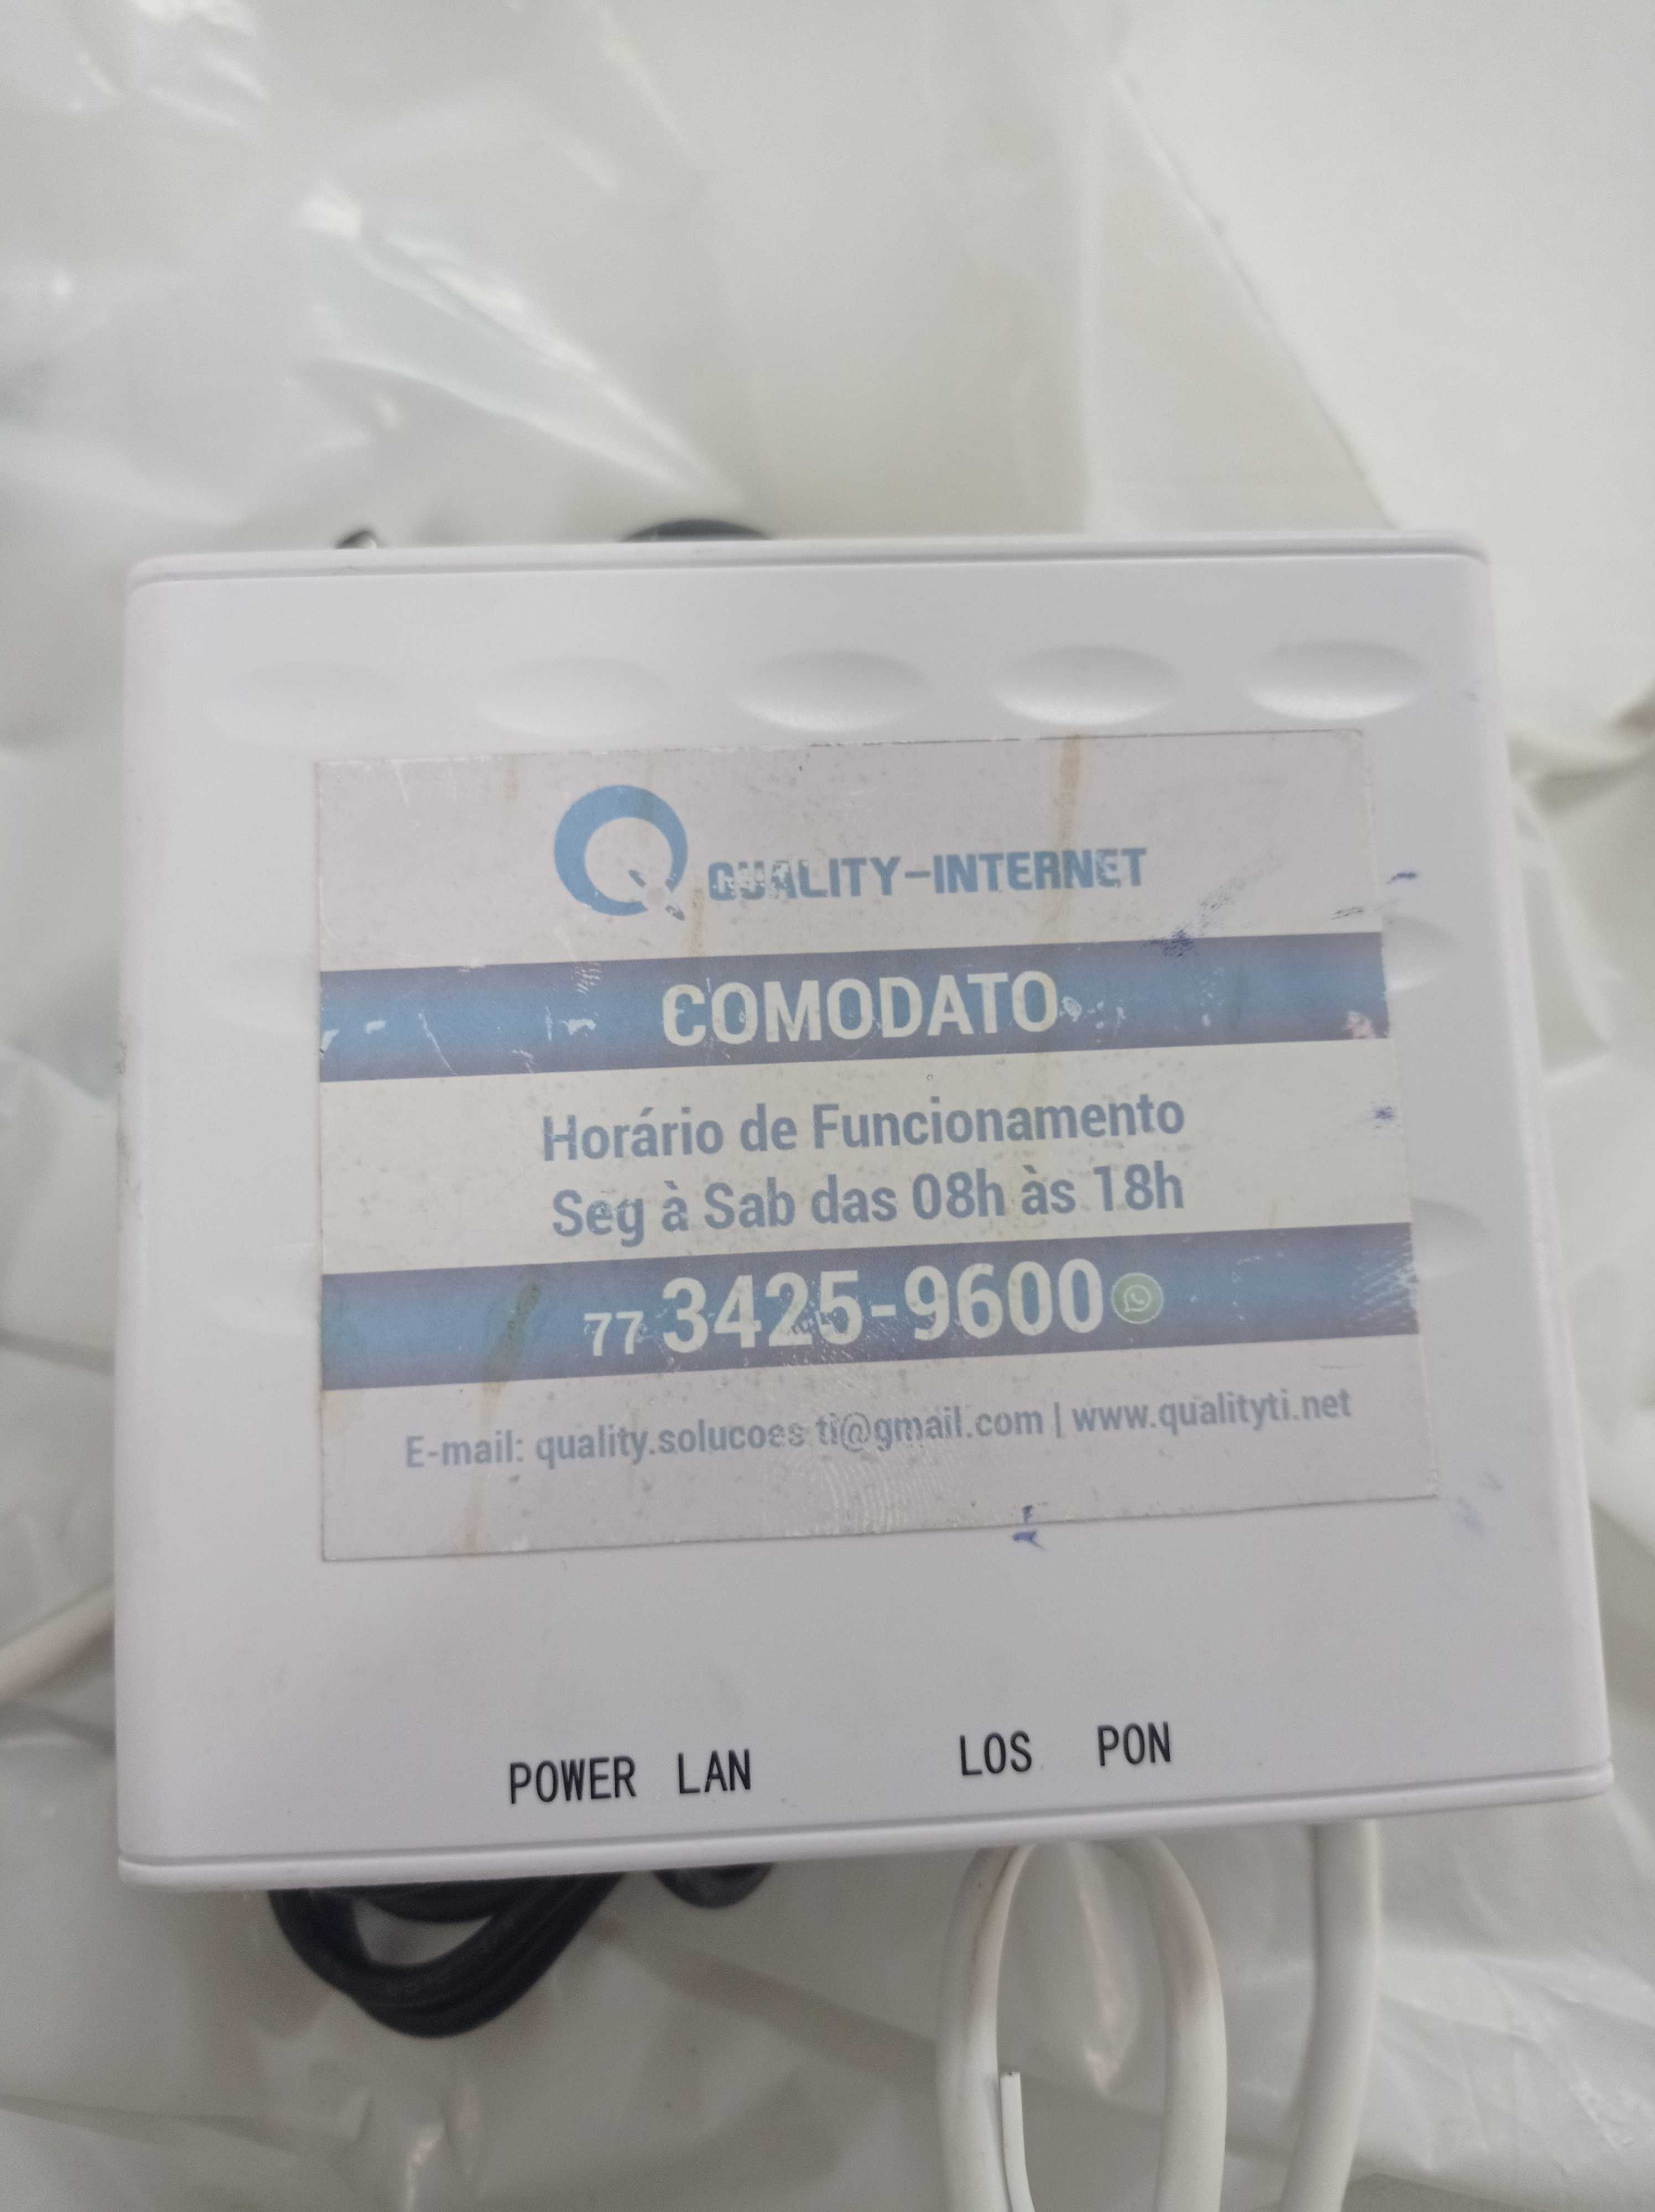 QUALITY-INTERNET
COMODATO
Horário de Funcionamento
Seg à Sab das 08h às 18h
77 3425-9600
E-mail: quality.solucoes ti@gmail.com | www.qualityti.net
POWER LAN LOS PON